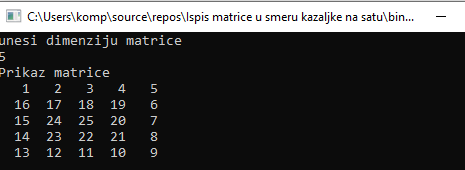 C:\Users\komp\source\repos\Ispis matrice u smeru kazaljke na satu\bin...
unesi dimenziju matrice
5
Prikaz matrice
1 2 3 4 5
16 17 18 19 6
15 24 25 20 7
14 23 22 21 8
13 12 11 10 9